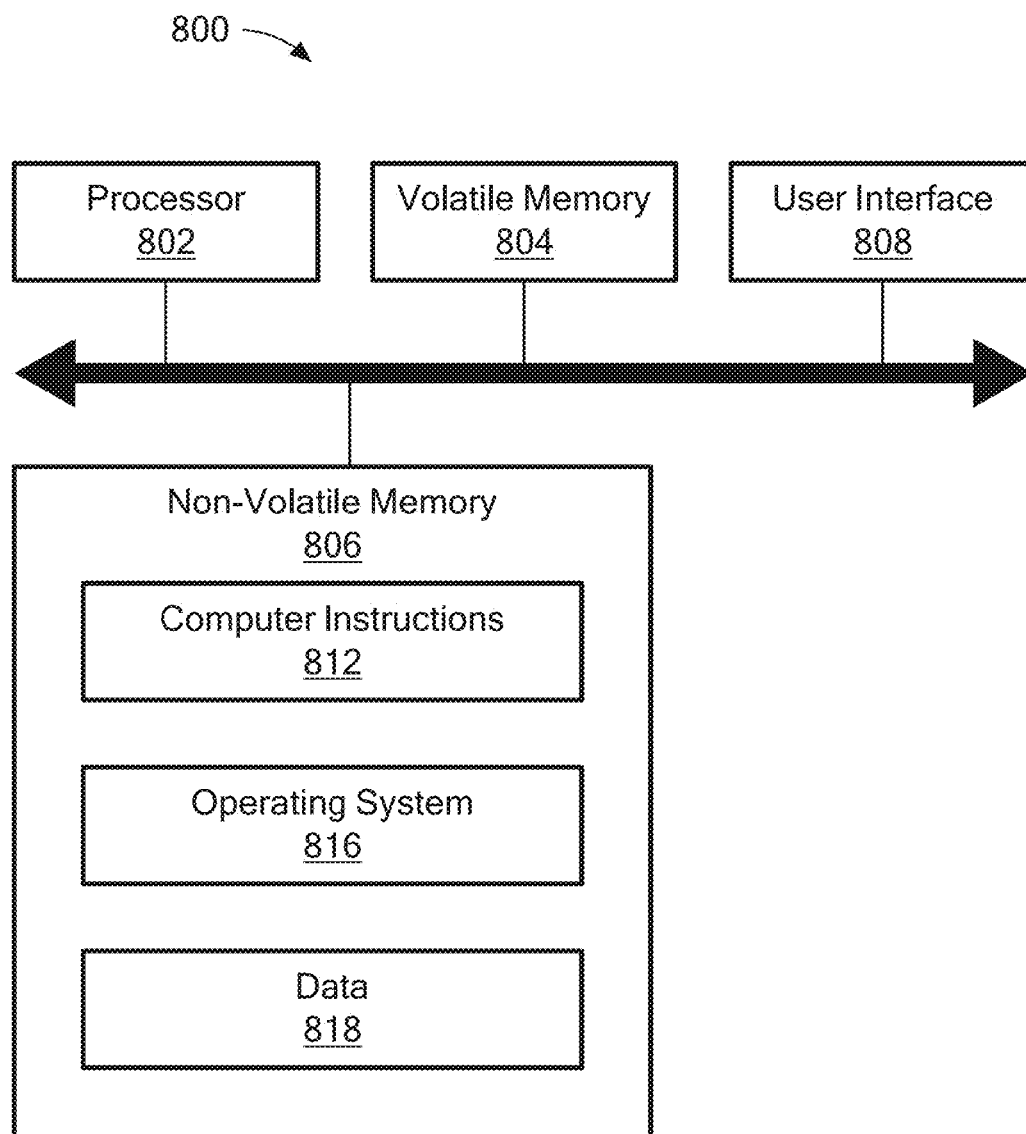 800
Processor
802
Volatile Memory
804
User Interface
808
Non-Volatile Memory
806
Computer Instructions
812
Operating System
816
Data
818